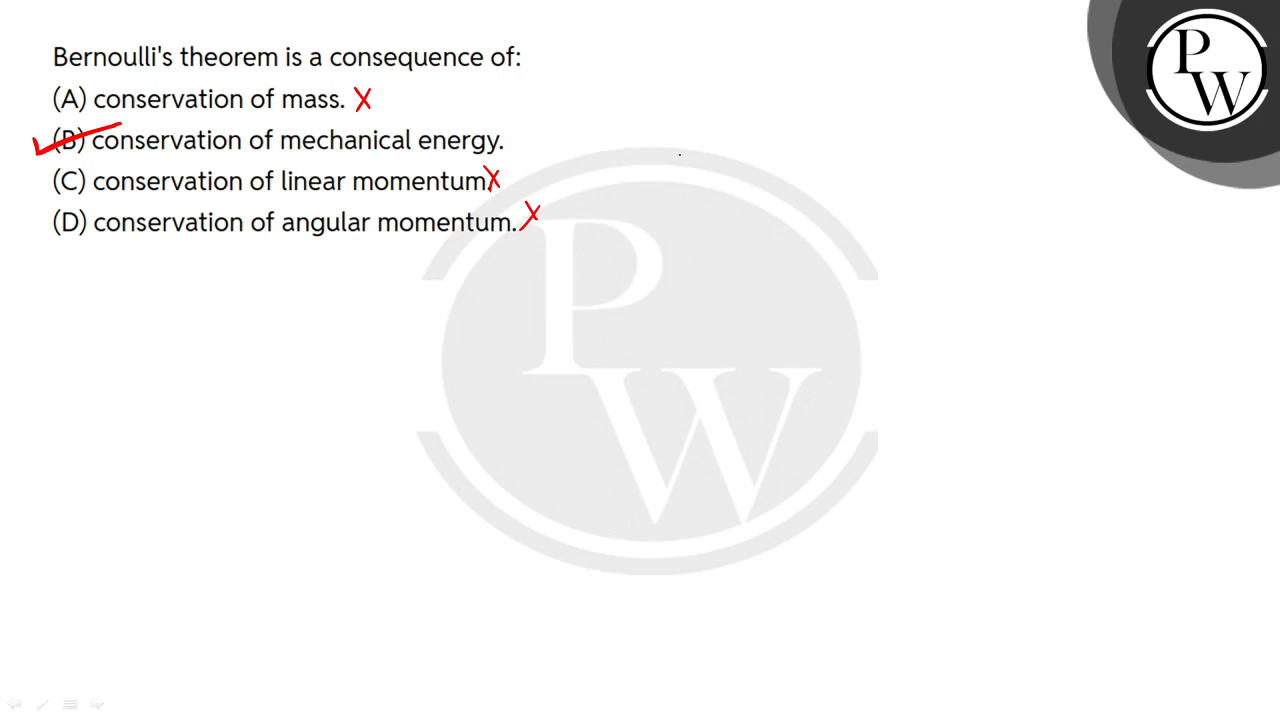 Bernoulli's theorem is a consequence of:
(A) conservation of mass. X
(B) conservation of mechanical energy.
(C) conservation of linear momentum. X
(D) conservation of angular momentum. X
P
W
P
W